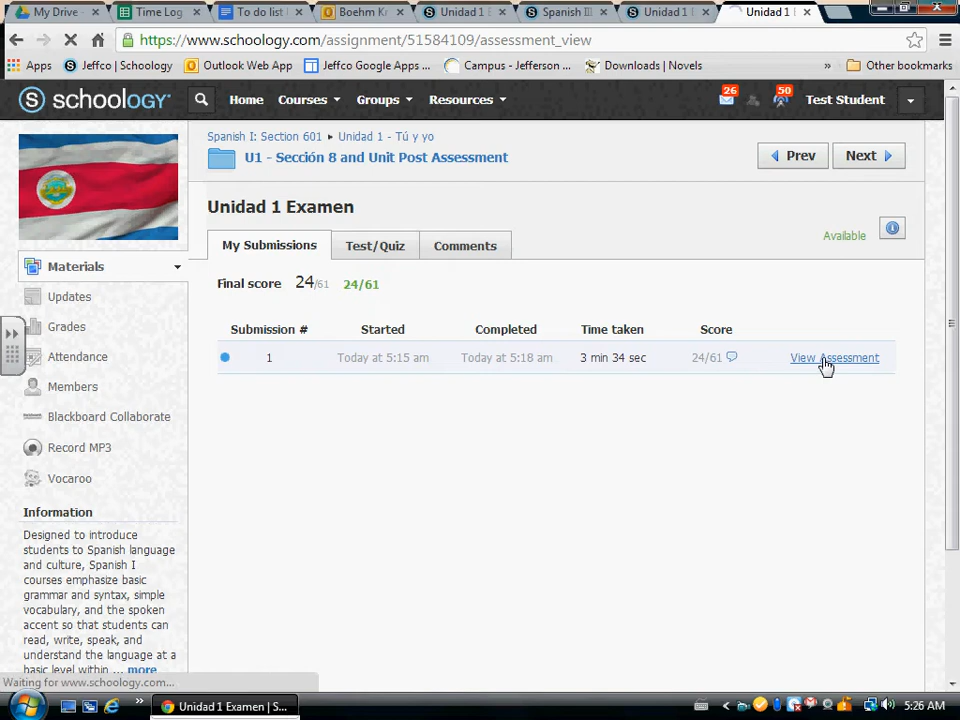 My Drive -
Time Log
To do list
Boehm Kr
Unidad 1
Spanish II
Unidad 1
Unidad 1
https://www.schoology.com/assignment/51584109/assessment_view
Apps
Jeffco | Schoology
Outlook Web App
Jeffco Google Apps ...
Campus - Jefferson ...
Downloads | Novels
»
Other bookmarks
S schoology
Home
Courses
Groups
Resources
26
50
Test Student
Spanish I: Section 601 ▸ Unidad 1 - Tú y yo
U1 - Sección 8 and Unit Post Assessment
Prev
Next
Unidad 1 Examen
My Submissions
Test/Quiz
Comments
Available
Final score 24/61 24/61
Submission # Started Completed Time taken Score
1 Today at 5:15 am Today at 5:18 am 3 min 34 sec 24/61 View Assessment
Materials
Updates
Grades
Attendance
Members
Blackboard Collaborate
Record MP3
Vocaroo
Information
Designed to introduce
students to Spanish language
and culture, Spanish I
courses emphasize basic
grammar and syntax, simple
vocabulary, and the spoken
accent so that students can
read, write, speak, and
understand the language at a
basic level within ... more
Waiting for www.schoology.com...
»
Unidad 1 Examen | S...
5:26 AM